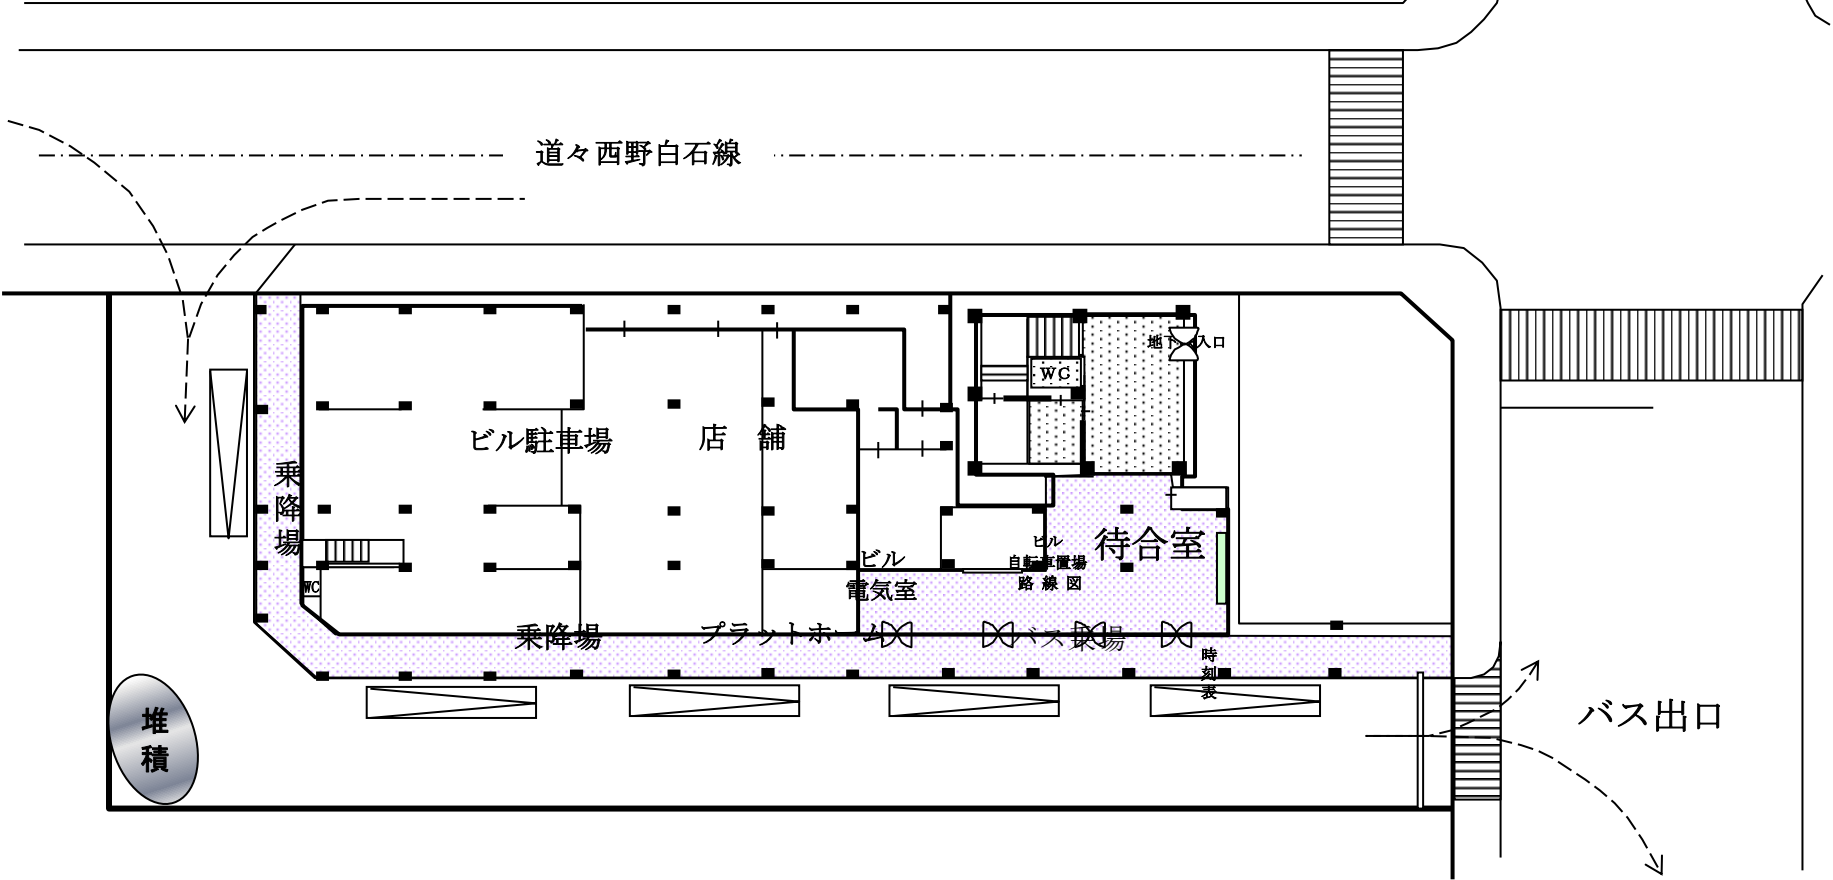 道々西野白石線
地下 入口
WC
ビル駐車場
店 舗
乗降場
待合室
ビル
自転車置場
路 線 図
ビル
電気室
WC
乗降場
プラットホーム
バス乗場
時刻表
堆積
バス出口